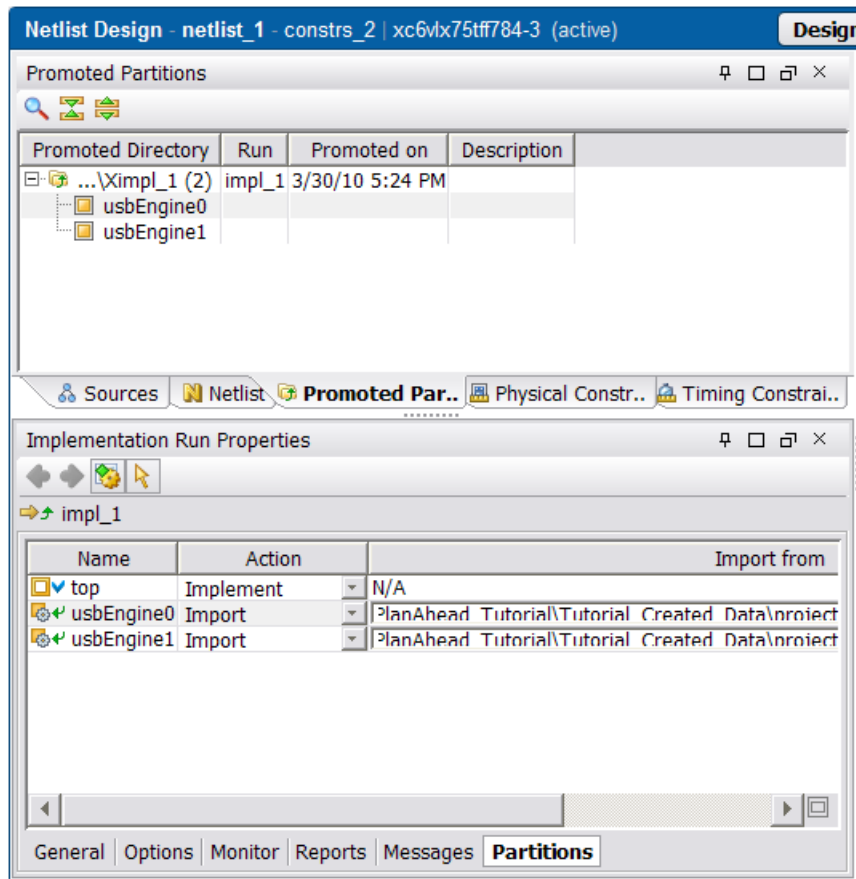 Netlist Design - netlist_1 - constrs_2 | xc6vlx75tff784-3 (active) Design
Promoted Partitions
Promoted Directory Run Promoted on Description
...\Ximpl_1 (2) impl_1 3/30/10 5:24 PM
usbEngine0
usbEngine1
Sources Netlist Promoted Par.. Physical Constr.. Timing Constrai..
Implementation Run Properties
impl_1
Name Action Import from
top Implement N/A
usbEngine0 Import PlanAhead_Tutorial\Tutorial_Created_Data\project
usbEngine1 Import PlanAhead_Tutorial\Tutorial_Created_Data\project
General Options Monitor Reports Messages Partitions